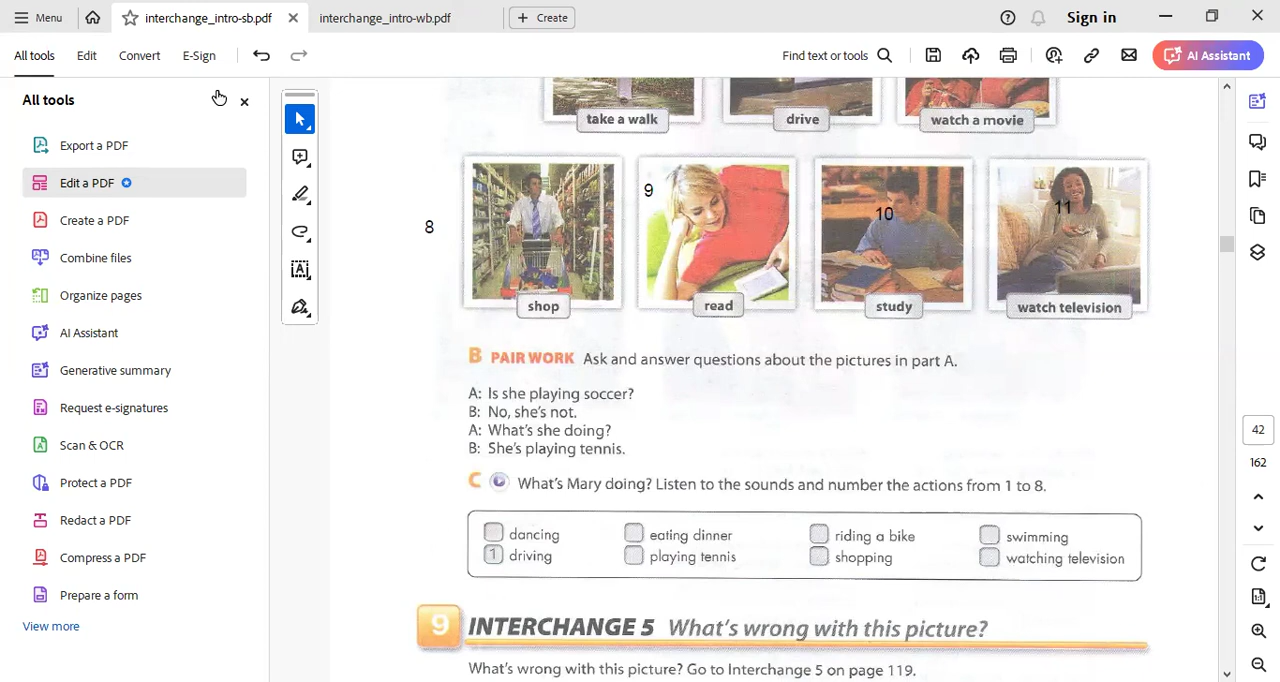 Menu
interchange_intro-sb.pdf
interchange_intro-wb.pdf
Create
Sign in
All tools
Edit
Convert
E-Sign
Find text or tools
AI Assistant
All tools
Export a PDF
Edit a PDF
Create a PDF
Combine files
Organize pages
AI Assistant
Generative summary
Request e-signatures
Scan & OCR
Protect a PDF
Redact a PDF
Compress a PDF
Prepare a form
View more
take a walk
drive
watch a movie
8
9
10
11
shop
read
study
watch television
B PAIR WORK Ask and answer questions about the pictures in part A.
A: Is she playing soccer?
B: No, she's not.
A: What's she doing?
B: She's playing tennis.
C What's Mary doing? Listen to the sounds and number the actions from 1 to 8.
dancing eating dinner riding a bike swimming
1 driving playing tennis shopping watching television
9 INTERCHANGE 5 What's wrong with this picture?
What's wrong with this picture? Go to Interchange 5 on page 119.
42
162